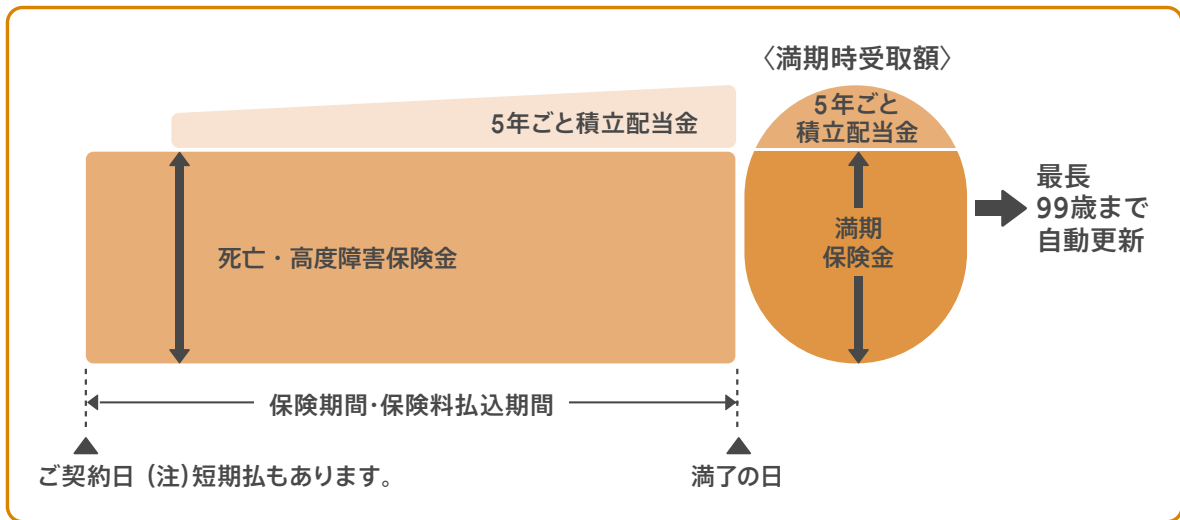 〈満期時受取額〉
5年ごと積立配当金
5年ごと
積立配当金
死亡・高度障害保険金
満期
保険金
最長
99歳まで
自動更新
保険期間・保険料払込期間
ご契約日 (注)短期払もあります。
満了の日